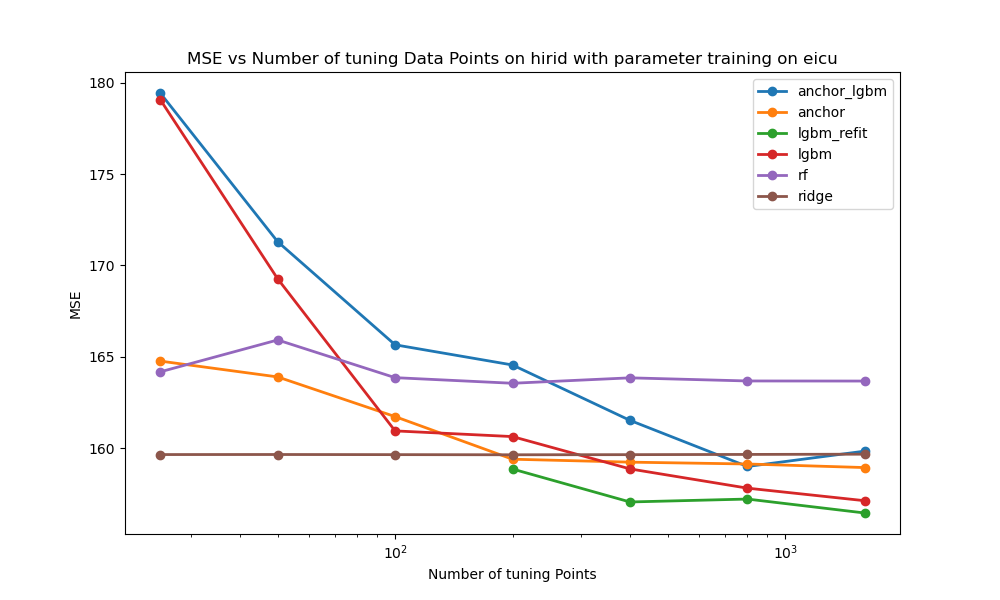 MSE vs Number of tuning Data Points on hirid with parameter training on eicu
180
175
170
165
160
MSE
anchor_lgbm
anchor
lgbm_refit
lgbm
rf
ridge
10²
10³
Number of tuning Points